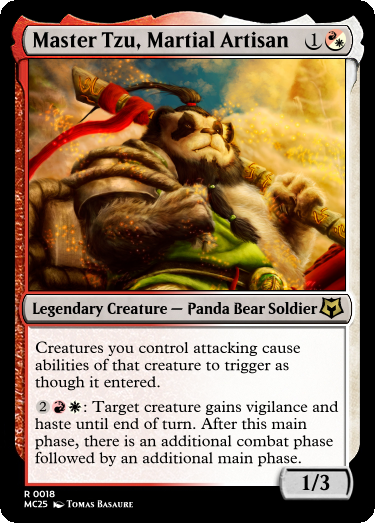 Master Tzu, Martial Artisan 1
Legendary Creature — Panda Bear Soldier
Creatures you control attacking cause
abilities of that creature to trigger as
though it entered.
2: Target creature gains vigilance and
haste until end of turn. After this main
phase, there is an additional combat phase
followed by an additional main phase.
1/3
R 0018
MC25 Tomas Basaure